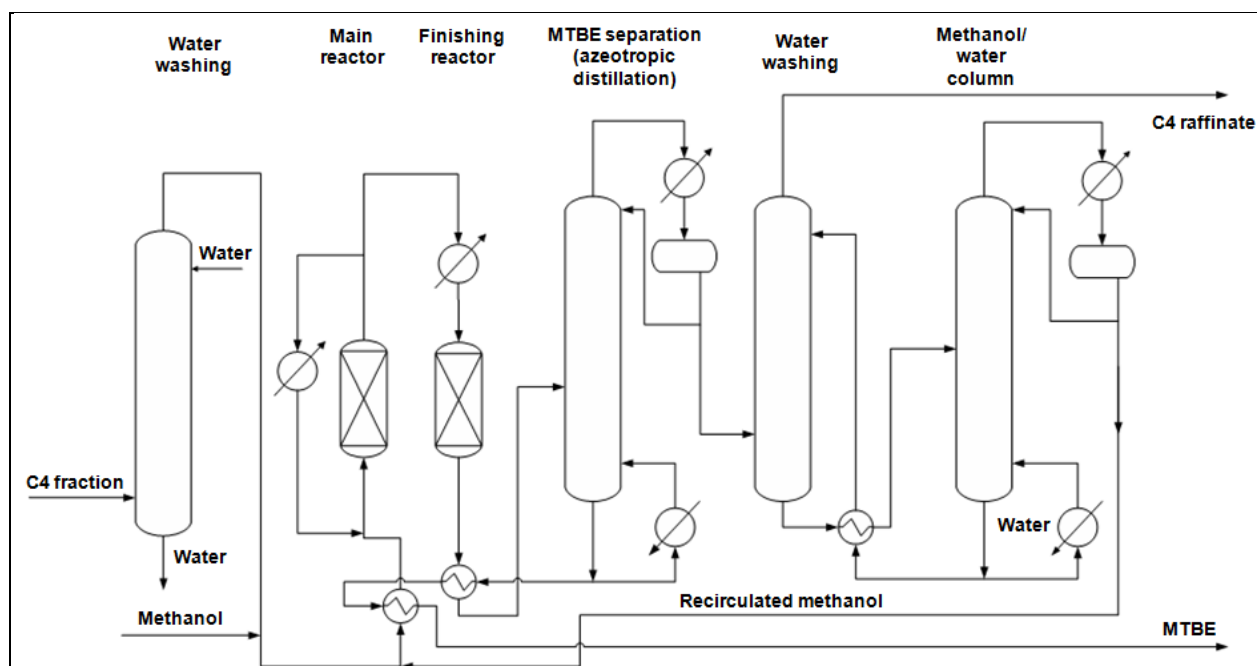 Water
washing
Main
reactor
Finishing
reactor
MTBE separation
(azeotropic
distillation)
Water
washing
Methanol/
water
column
C4 raffinate
Water
C4 fraction
Water
Water
Methanol
Recirculated methanol
MTBE